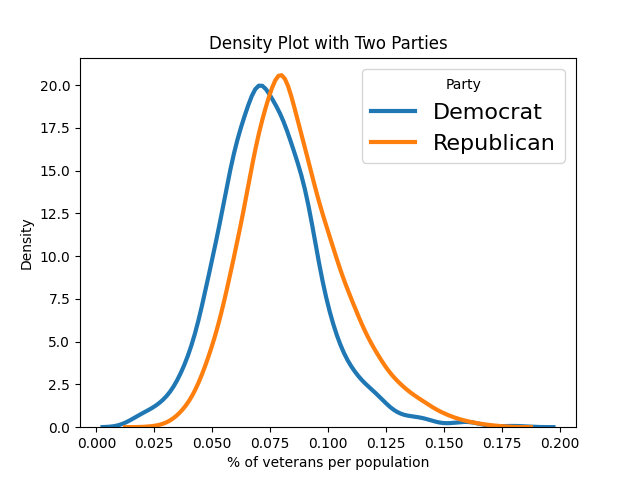 Density Plot with Two Parties
Party
Democrat
Republican
Density
20.0
17.5
15.0
12.5
10.0
7.5
5.0
2.5
0.0
0.000 0.025 0.050 0.075 0.100 0.125 0.150 0.175 0.200
% of veterans per population